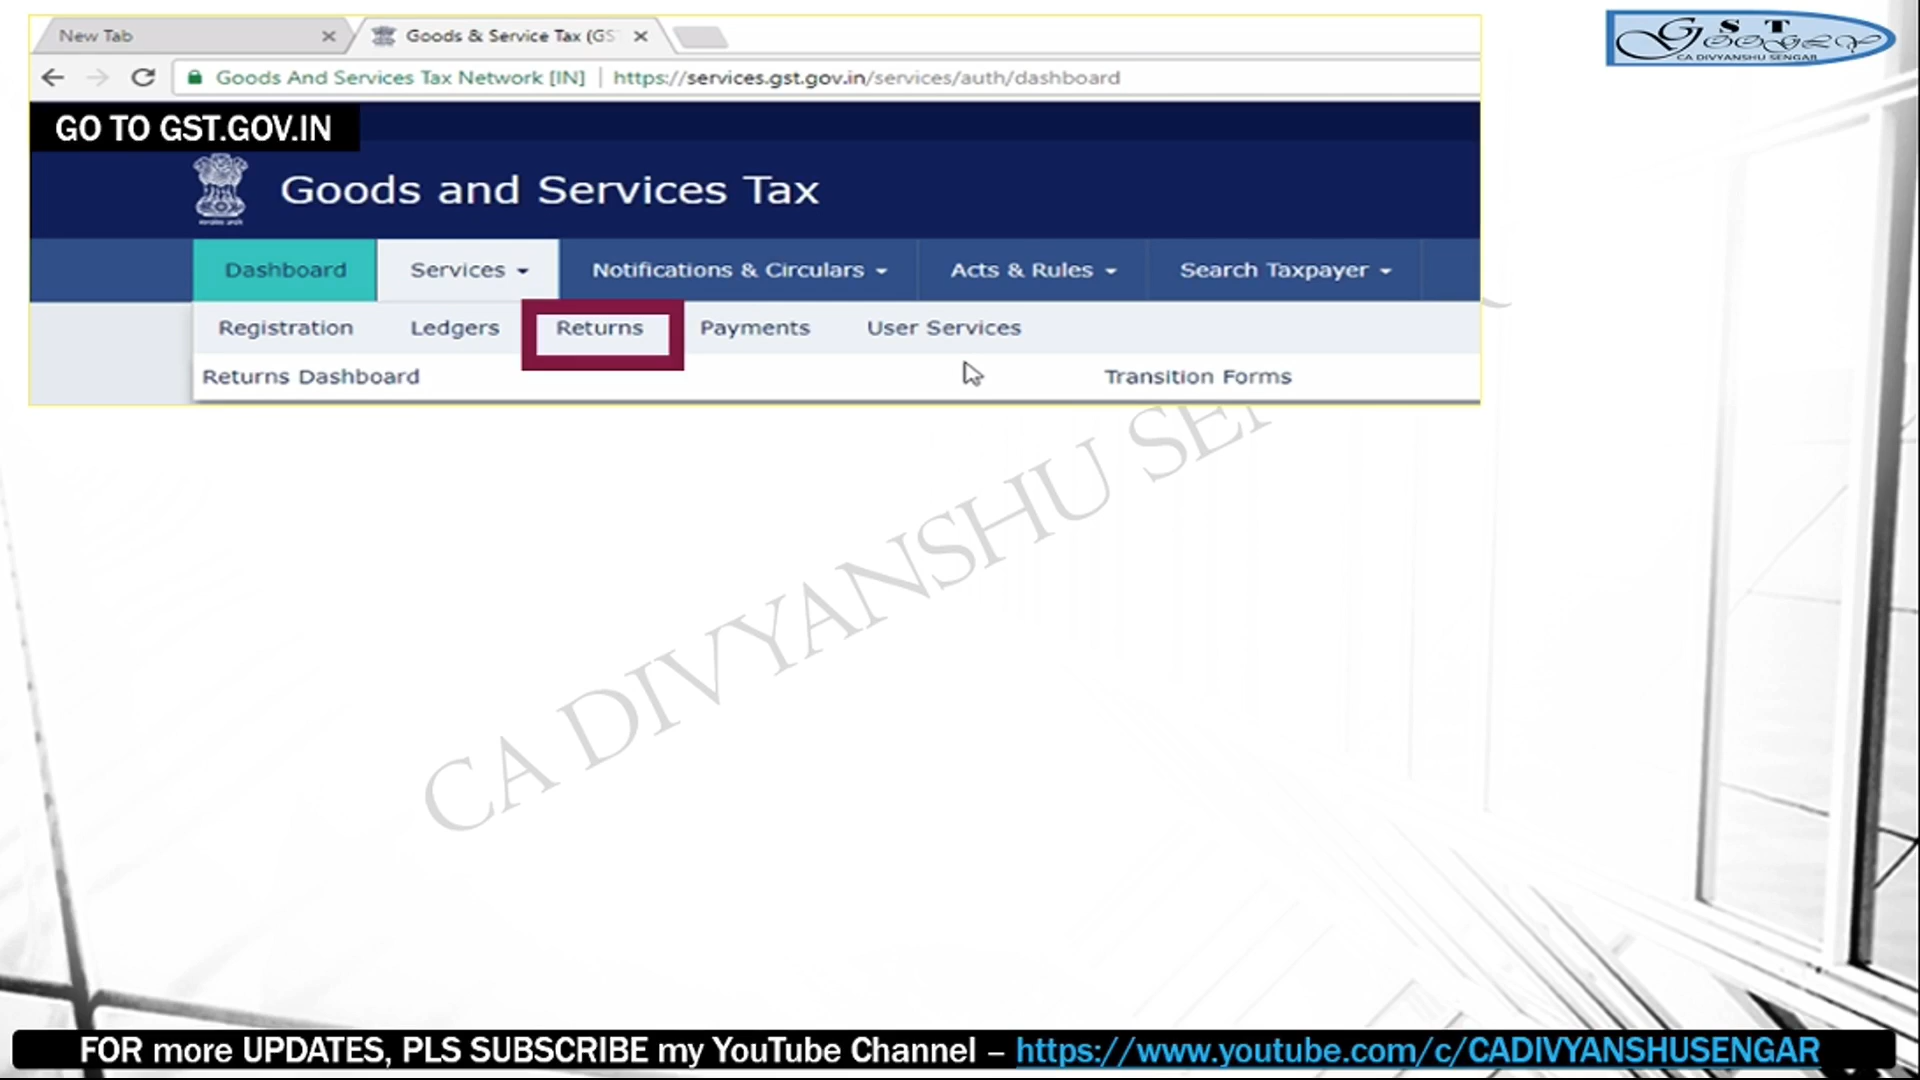 New Tab
Goods & Service Tax (GS
GST
GOOGLY
CA DIVYANSHU SENGAR
Goods And Services Tax Network [IN] | https://services.gst.gov.in/services/auth/dashboard
GO TO GST.GOV.IN
Goods and Services Tax
Dashboard Services Notifications & Circulars Acts & Rules Search Taxpayer
Registration Ledgers Returns Payments User Services
Returns Dashboard Transition Forms
CA DIVYANSHU SEN
FOR more UPDATES, PLS SUBSCRIBE my YouTube Channel – https://www.youtube.com/c/CADIVYANSHUSENGAR